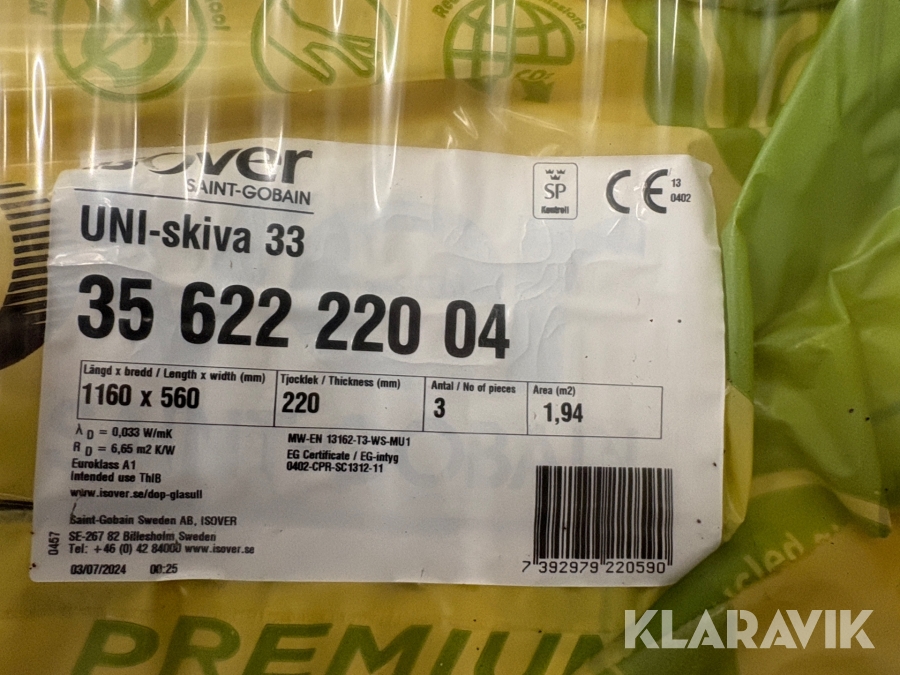 CO2
isover
SAINT-GOBAIN
SP
Kontroll
CE 13
0402
UNI-skiva 33
35 622 220 04
Längd x bredd / Length x width (mm)
1160 x 560
Tjocklek / Thickness (mm)
220
Antal / No of pieces
3
Area (m2)
1,94
λ D = 0,033 W/mK
R D = 6,65 m2 K/W
Euroklass A1
Intended use ThIB
www.isover.se/dop-glasull
MW-EN 13162-T3-WS-MU1
EG Certificate / EG-intyg
0402-CPR-SC1312-11
Saint-Gobain Sweden AB, ISOVER
SE-267 82 Billesholm, Sweden
Tel: +46 (0) 42 84000 www.isover.se
0457
03/07/2024 00:25
7 392979 220590
PREMIUM
KLARAVIK